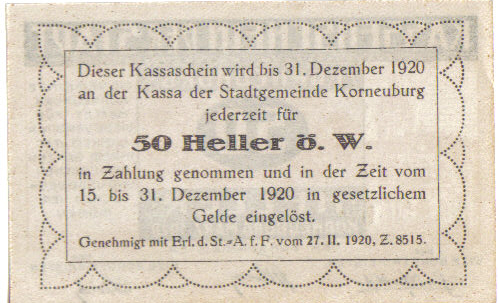 Dieser Kassaschein wird bis 31. Dezember 1920
an der Kassa der Stadtgemeinde Korneuburg
jederzeit für
50 Heller ö. W.
in Zahlung genommen und in der Zeit vom
15. bis 31. Dezember 1920 in gesetzlichem
Gelde eingelöst.
Genehmigt mit Erl. d. St.-A. f. F. vom 27. II. 1920, Z. 8515.